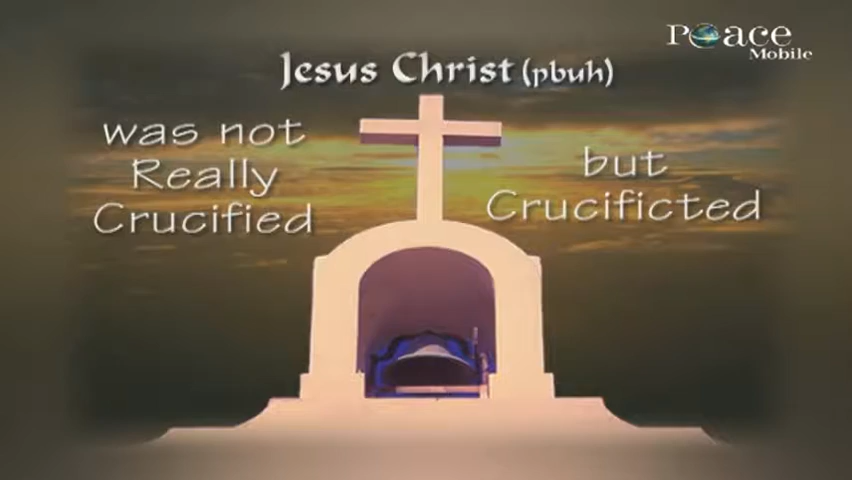 Peace
Mobile
Jesus Christ (pbuh)
was not
Really
Crucified
but
Crucificted